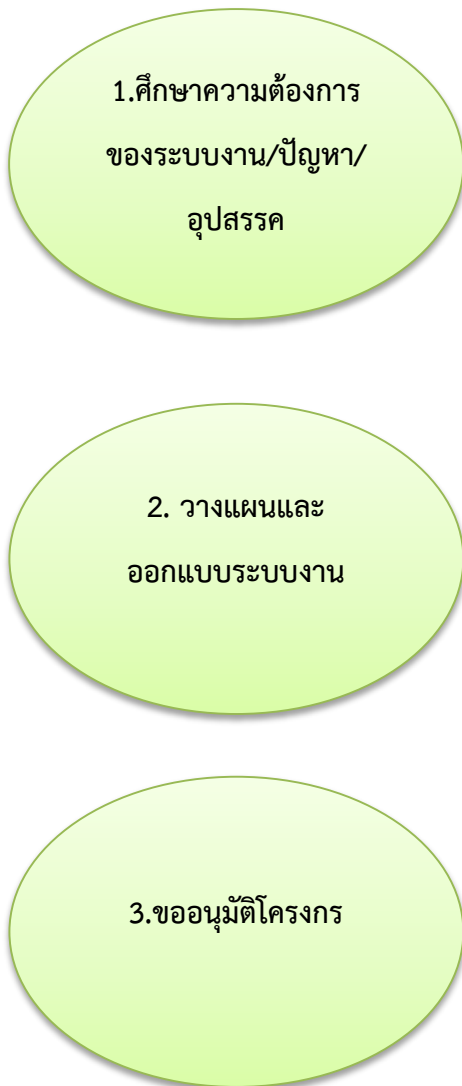 1.ศึกษาความต้องการ
ของระบบงาน/ปัญหา/
อุปสรรค
2. วางแผนและ
ออกแบบระบบงาน
3.ขออนุมัติโครงกร